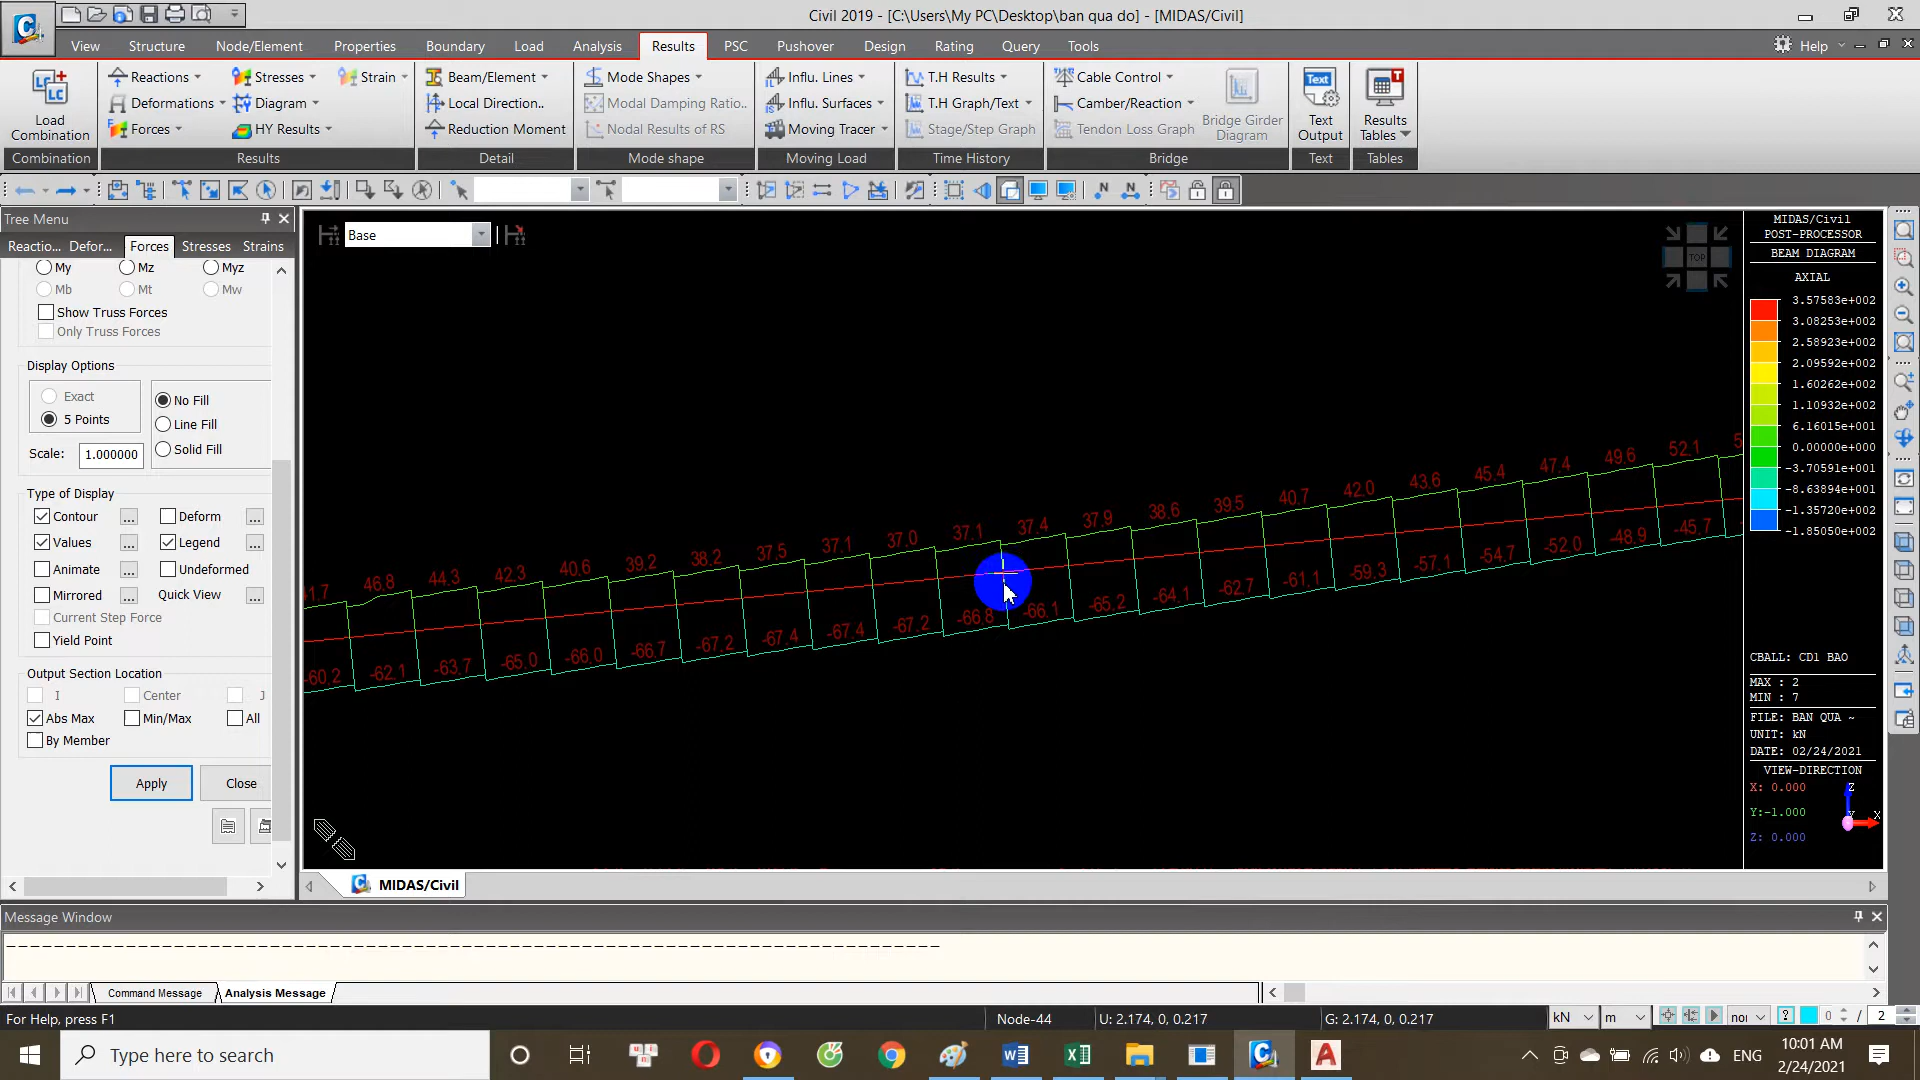 Civil 2019 - [C:\Users\My PC\Desktop\ban qua do] - [MIDAS/Civil]
View Structure Node/Element Properties Boundary Load Analysis Results PSC Pushover Design Rating Query Tools Help
Load Combination
Combination
Reactions Deformations Forces
Stresses Diagram HY Results
Strain
Results
Beam/Element
Local Direction..
Reduction Moment
Detail
Mode Shapes
Modal Damping Ratio..
Nodal Results of RS
Mode shape
Influ. Lines
Influ. Surfaces
Moving Tracer
Moving Load
T.H Results
T.H Graph/Text
Stage/Step Graph
Time History
Cable Control
Camber/Reaction
Tendon Loss Graph
Bridge Girder Diagram
Bridge
Text
Text Output
Text
Results Tables
Tables
Tree Menu
Reactio... Defor... Forces Stresses Strains
My Mz Myz
Mb Mt Mw
Show Truss Forces
Only Truss Forces
Display Options
Exact
5 Points
No Fill
Line Fill
Solid Fill
Scale: 1.000000
Type of Display
Contour ... Deform ...
Values ... Legend ...
Animate ... Undeformed
Mirrored ... Quick View ...
Current Step Force
Yield Point
Output Section Location
I Center J
Abs Max Min/Max All
By Member
Apply Close
Base
TOP
46.8 44.3 42.3 40.6 39.2 38.2 37.5 37.1 37.0 37.1 37.4 37.9 38.6 39.5 40.7 42.0 43.6 45.4 47.4 49.6 52.1
-60.2 -62.1 -63.7 -65.0 -66.0 -66.7 -67.2 -67.4 -67.4 -67.2 -66.8 -66.1 -65.2 -64.1 -62.7 -61.1 -59.3 -57.1 -54.7 -52.0 -48.9 -45.7
MIDAS/Civil
POST-PROCESSOR
BEAM DIAGRAM
AXIAL
3.57583e+002
3.08253e+002
2.58923e+002
2.09592e+002
1.60262e+002
1.10932e+002
6.16015e+001
0.00000e+000
-3.70591e+001
-8.63894e+001
-1.35720e+002
-1.85050e+002
CBALL: CD1 BAO
MAX : 2
MIN : 7
FILE: BAN QUA ~
UNIT: kN
DATE: 02/24/2021
VIEW-DIRECTION
X: 0.000
Y:-1.000
Z: 0.000
Z
X
MIDAS/Civil
Message Window
Command Message Analysis Message
For Help, press F1
Node-44
U: 2.174, 0, 0.217
G: 2.174, 0, 0.217
kN m nor 0 / 2
Type here to search
ENG
10:01 AM
2/24/2021